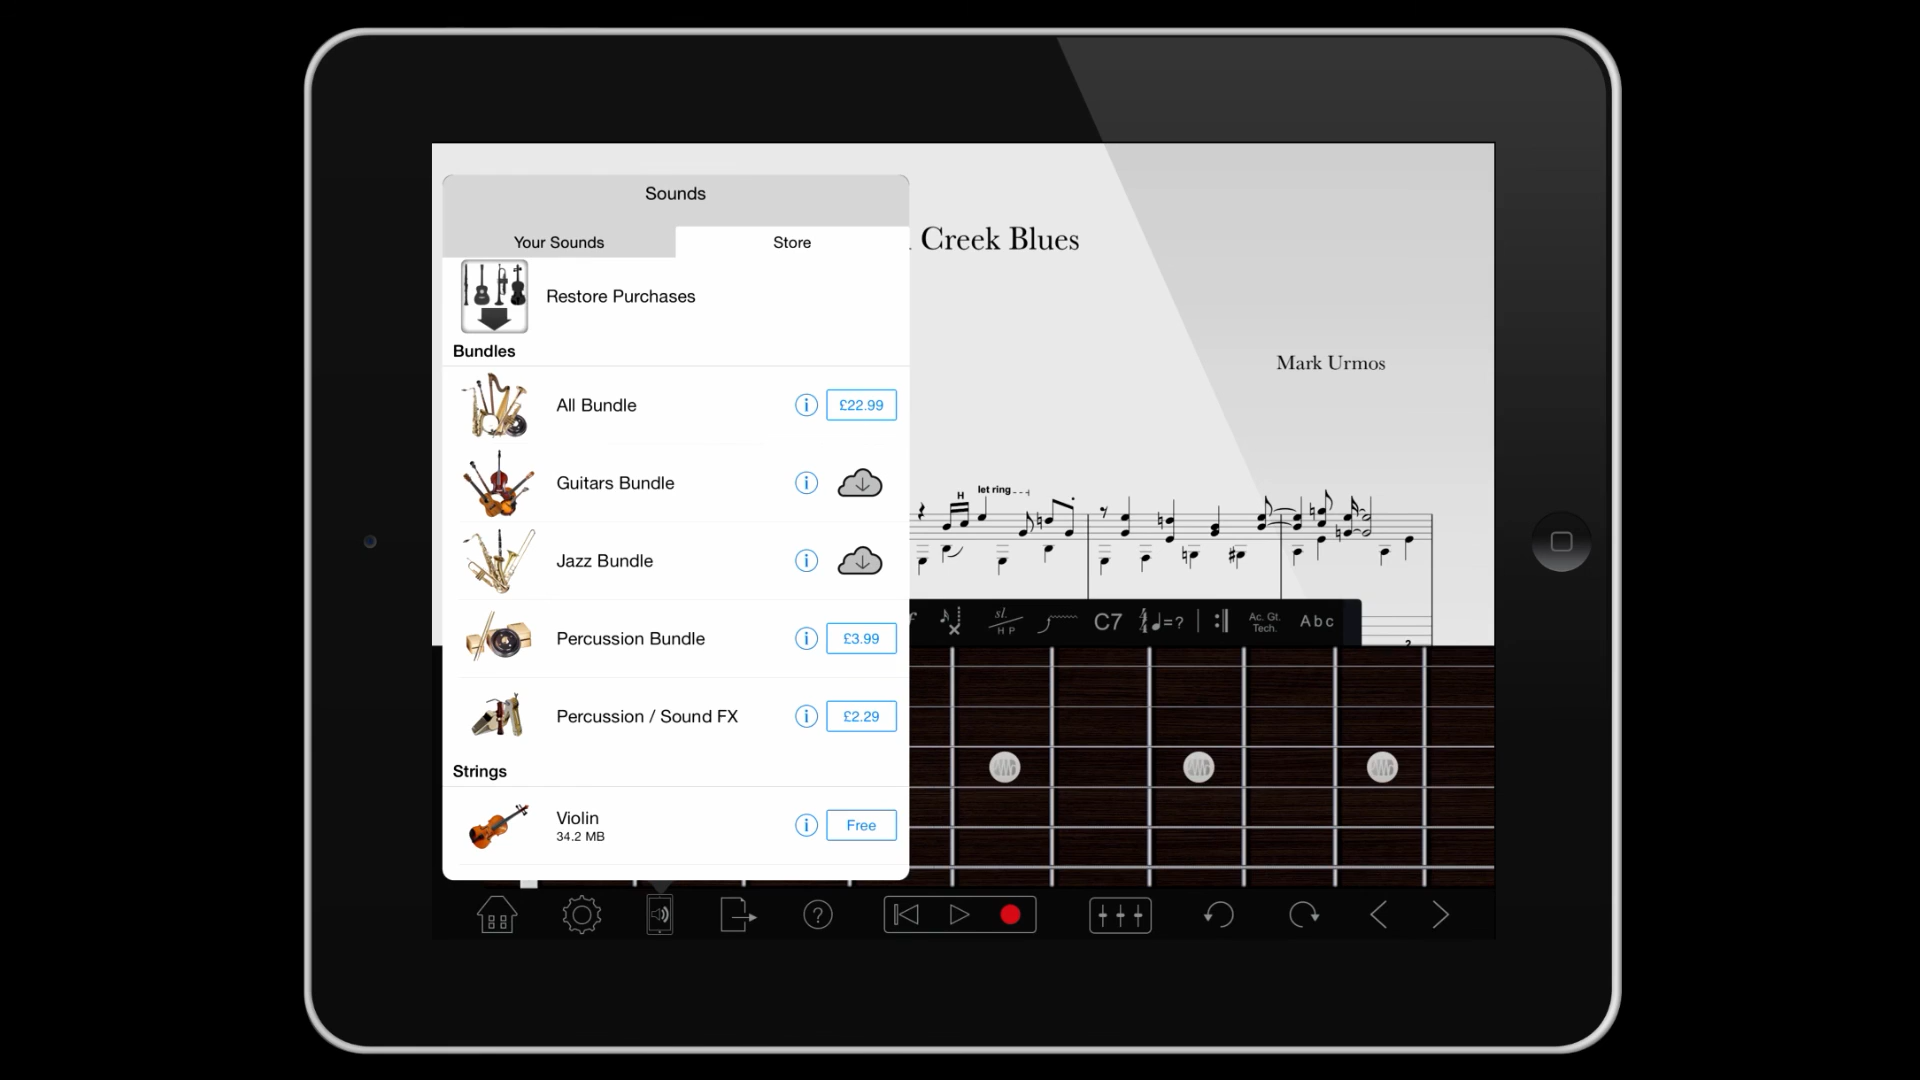 Sounds
Your Sounds
Store
Restore Purchases
Bundles
All Bundle
£22.99
Guitars Bundle
Jazz Bundle
Percussion Bundle
£3.99
Percussion / Sound FX
£2.29
Strings
Violin
34.2 MB
Free
Creek Blues
Mark Urmos
H
let ring
sl.
H P
C7
=?
Ac. Gt.
Tech.
Abc